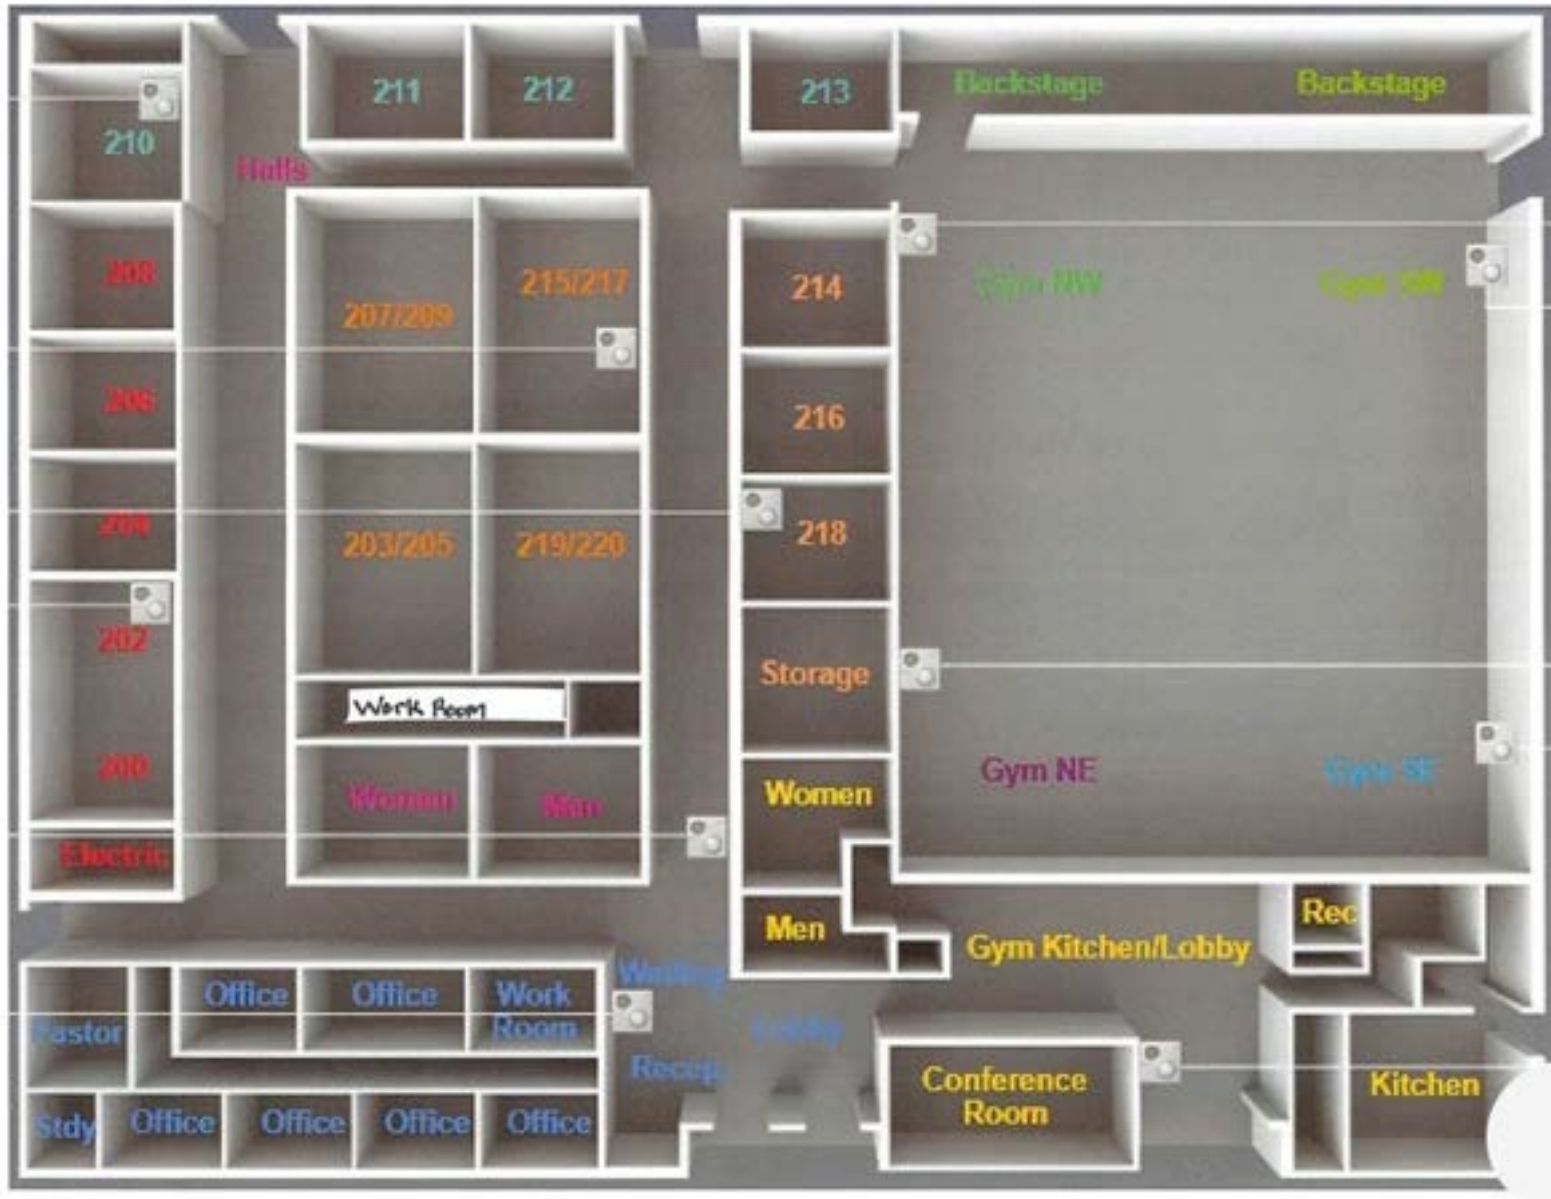 211
212
213
Backstage
Backstage
210
Halls
208
207/209
215/217
214
Gym NW
Gym SW
206
216
204
203/205
219/220
218
202
Storage
Work Room
200
Women
Men
Women
Gym NE
Gym SE
Electric
Men
Rec
Gym Kitchen/Lobby
Office
Office
Work
Room
Waiting
Pastor
Lobby
Recep
Conference
Room
Kitchen
Stdy
Office
Office
Office
Office